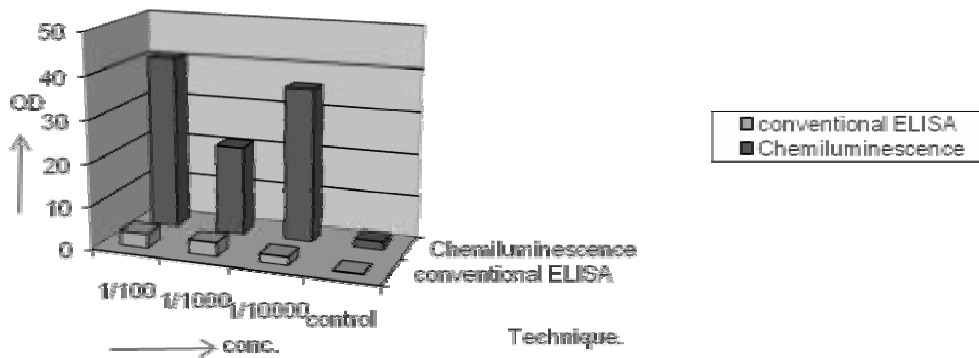 50
40
OD
30
20
10
0
1/100
1/1000
1/10000
control
conc.
Chemiluminescence
conventional ELISA
Technique.
conventional ELISA
Chemiluminescence